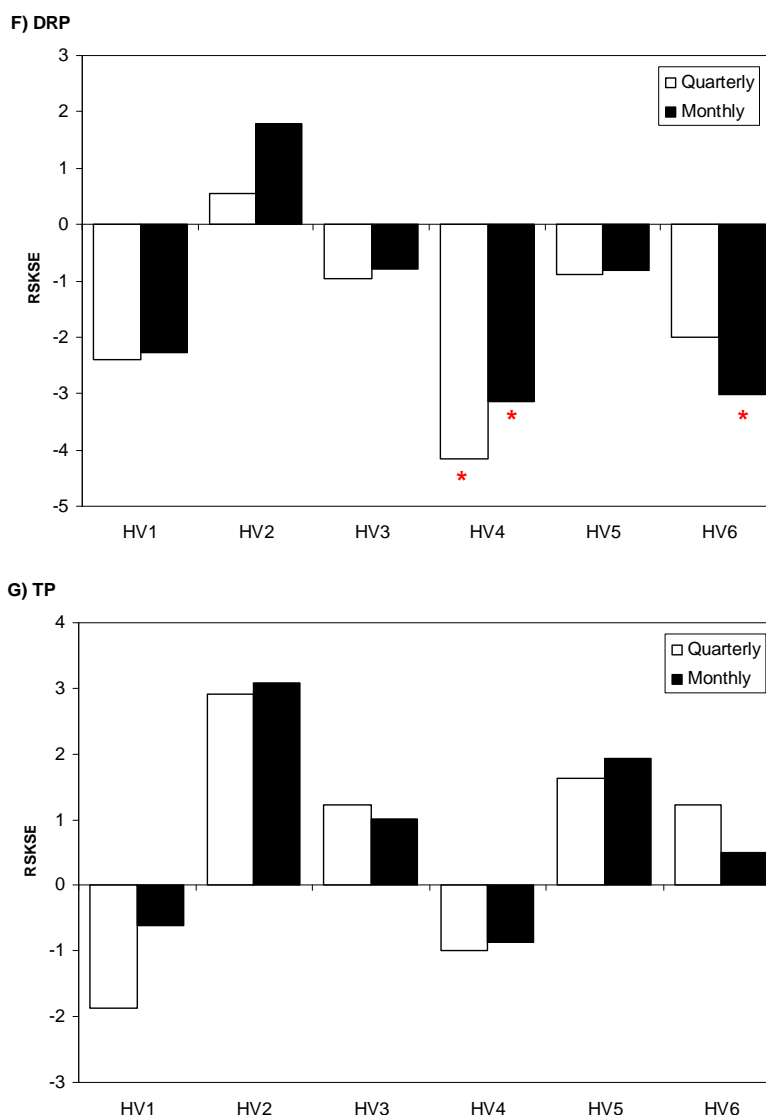 F) DRP
3
2
1
0
-1
-2
-3
-4
-5
RSKSE
Quarterly
Monthly
*
*
*
HV1 HV2 HV3 HV4 HV5 HV6
G) TP
4
3
2
1
0
-1
-2
-3
RSKSE
Quarterly
Monthly
HV1 HV2 HV3 HV4 HV5 HV6